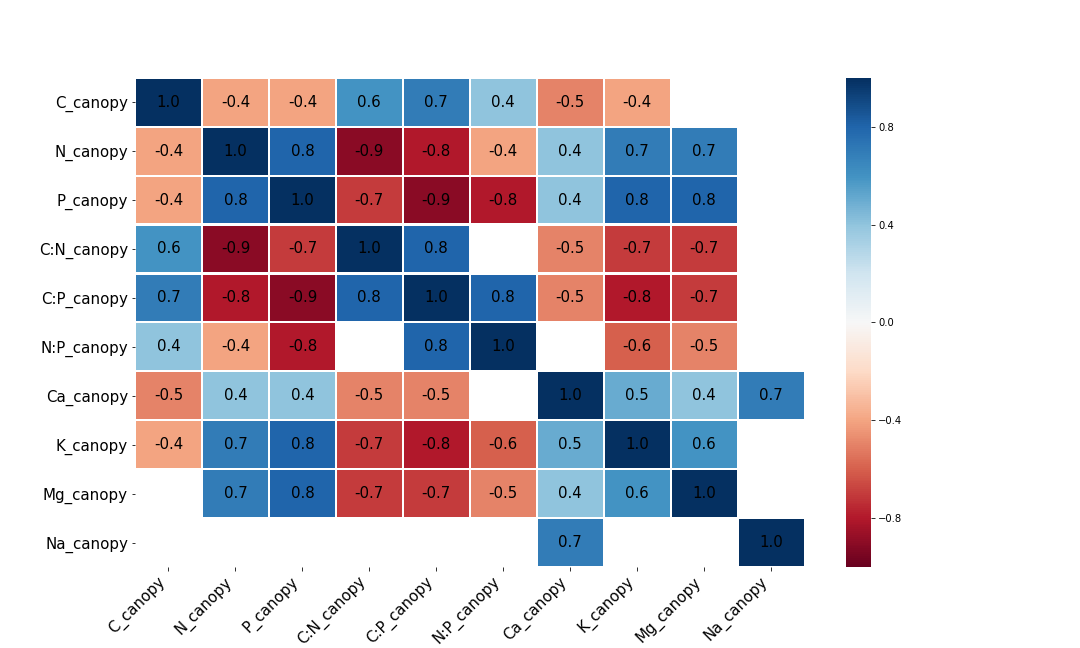 C_canopy 1.0 -0.4 -0.4 0.6 0.7 0.4 -0.5 -0.4
N_canopy -0.4 1.0 0.8 -0.9 -0.8 -0.4 0.4 0.7 0.7
P_canopy -0.4 0.8 1.0 -0.7 -0.9 -0.8 0.4 0.8 0.8
C:N_canopy 0.6 -0.9 -0.7 1.0 0.8 -0.5 -0.7 -0.7
C:P_canopy 0.7 -0.8 -0.9 0.8 1.0 0.8 -0.5 -0.8 -0.7
N:P_canopy 0.4 -0.4 -0.8 0.8 1.0 -0.6 -0.5
Ca_canopy -0.5 0.4 0.4 -0.5 -0.5 1.0 0.5 0.4 0.7
K_canopy -0.4 0.7 0.8 -0.7 -0.8 -0.6 0.5 1.0 0.6
Mg_canopy 0.7 0.8 -0.7 -0.7 -0.5 0.4 0.6 1.0
Na_canopy 0.7 1.0
C_canopy N_canopy P_canopy C:N_canopy C:P_canopy N:P_canopy Ca_canopy K_canopy Mg_canopy Na_canopy
0.8
0.4
0.0
−0.4
−0.8